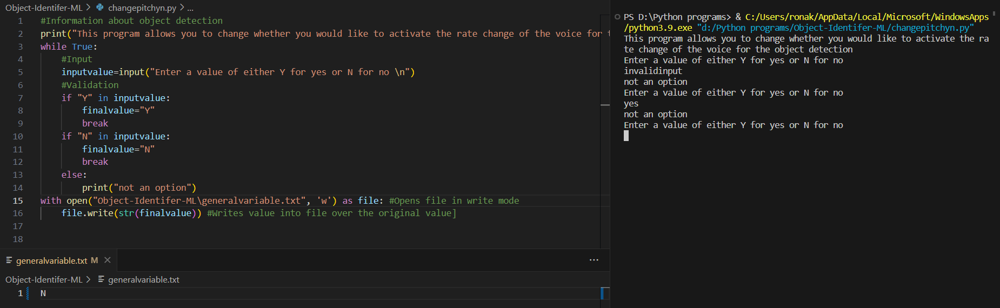 Object-Identifer-ML > changepitchyn.py > ...
1 #Information about object detection
2 print("This program allows you to change whether you would like to activate the rate change of the voice for
3 while True:
4 #Input
5 inputvalue=input("Enter a value of either Y for yes or N for no \n")
6 #Validation
7 if "Y" in inputvalue:
8 finalvalue="Y"
9 break
10 if "N" in inputvalue:
11 finalvalue="N"
12 break
13 else:
14 print("not an option")
15 with open("Object-Identifer-ML\generalvariable.txt", 'w') as file: #Opens file in write mode
16 file.write(str(finalvalue)) #Writes value into file over the original value]
17
18
generalvariable.txt M
Object-Identifer-ML > generalvariable.txt
1 N
PS D:\Python programs> & C:/Users/ronak/AppData/Local/Microsoft/WindowsApps
/python3.9.exe "d:/Python programs/Object-Identifer-ML/changepitchyn.py"
This program allows you to change whether you would like to activate the ra
te change of the voice for the object detection
Enter a value of either Y for yes or N for no
invalidinput
not an option
Enter a value of either Y for yes or N for no
yes
not an option
Enter a value of either Y for yes or N for no